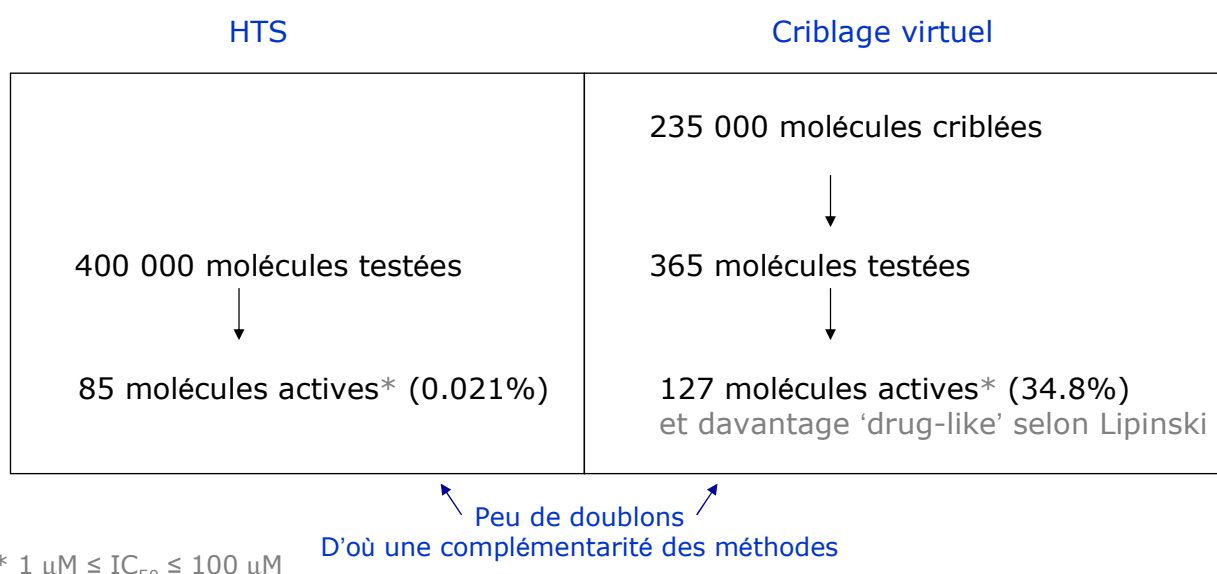 HTS
Criblage virtuel
235 000 molécules criblées
400 000 molécules testées
365 molécules testées
85 molécules actives* (0.021%)
127 molécules actives* (34.8%)
et davantage ‘drug-like’ selon Lipinski
Peu de doublons
D’où une complémentarité des méthodes
* 1 µM ≤ IC₅₀ ≤ 100 µM